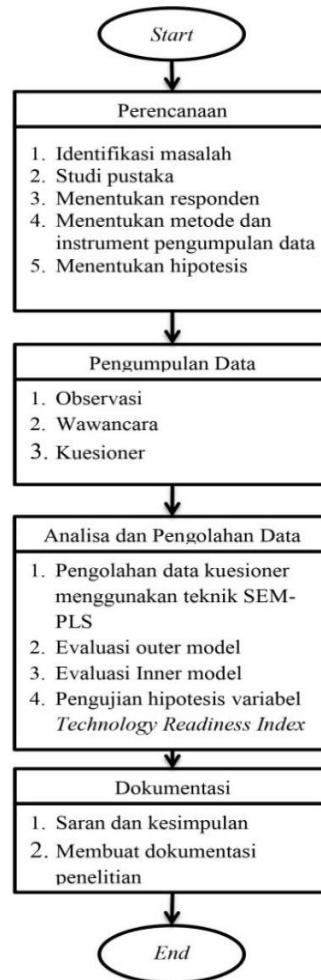 Start
Perencanaan
1. Identifikasi masalah
2. Studi pustaka
3. Menentukan responden
4. Menentukan metode dan
instrument pengumpulan data
5. Menentukan hipotesis
Pengumpulan Data
1. Observasi
2. Wawancara
3. Kuesioner
Analisa dan Pengolahan Data
1. Pengolahan data kuesioner
menggunakan teknik SEM-
PLS
2. Evaluasi outer model
3. Evaluasi Inner model
4. Pengujian hipotesis variabel
Technology Readiness Index
Dokumentasi
1. Saran dan kesimpulan
2. Membuat dokumentasi
penelitian
End